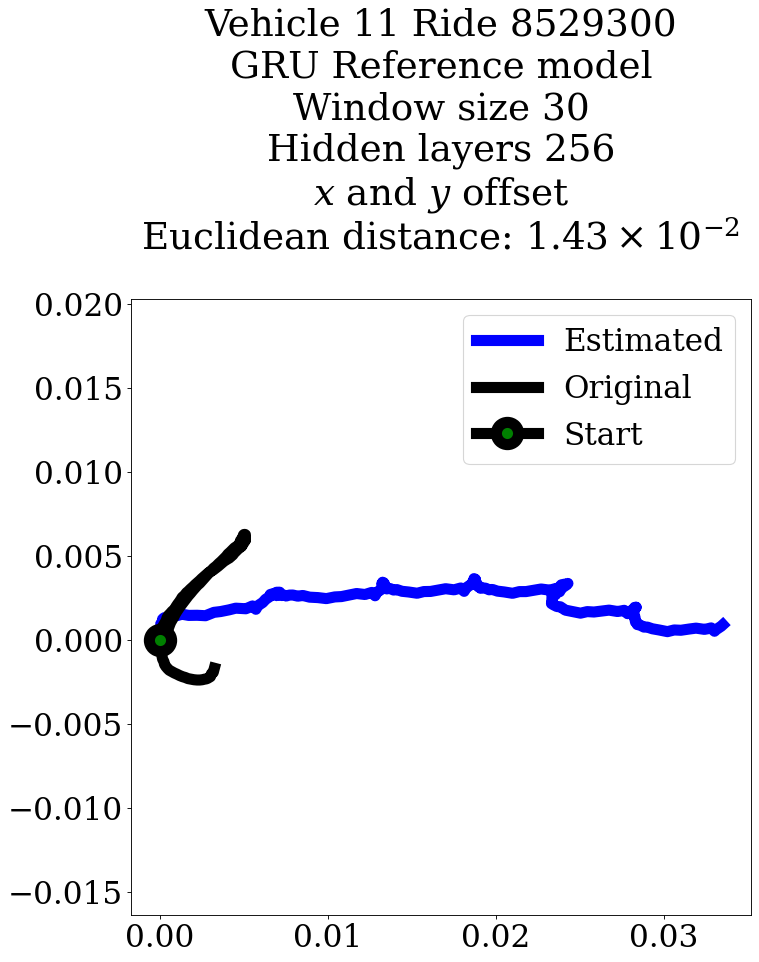 Vehicle 11 Ride 8529300
GRU Reference model
Window size 30
Hidden layers 256
x and y offset
Euclidean distance: 1.43 × 10⁻²
0.020
0.015
0.010
0.005
0.000
−0.005
−0.010
−0.015
Estimated
Original
Start
0.00 0.01 0.02 0.03